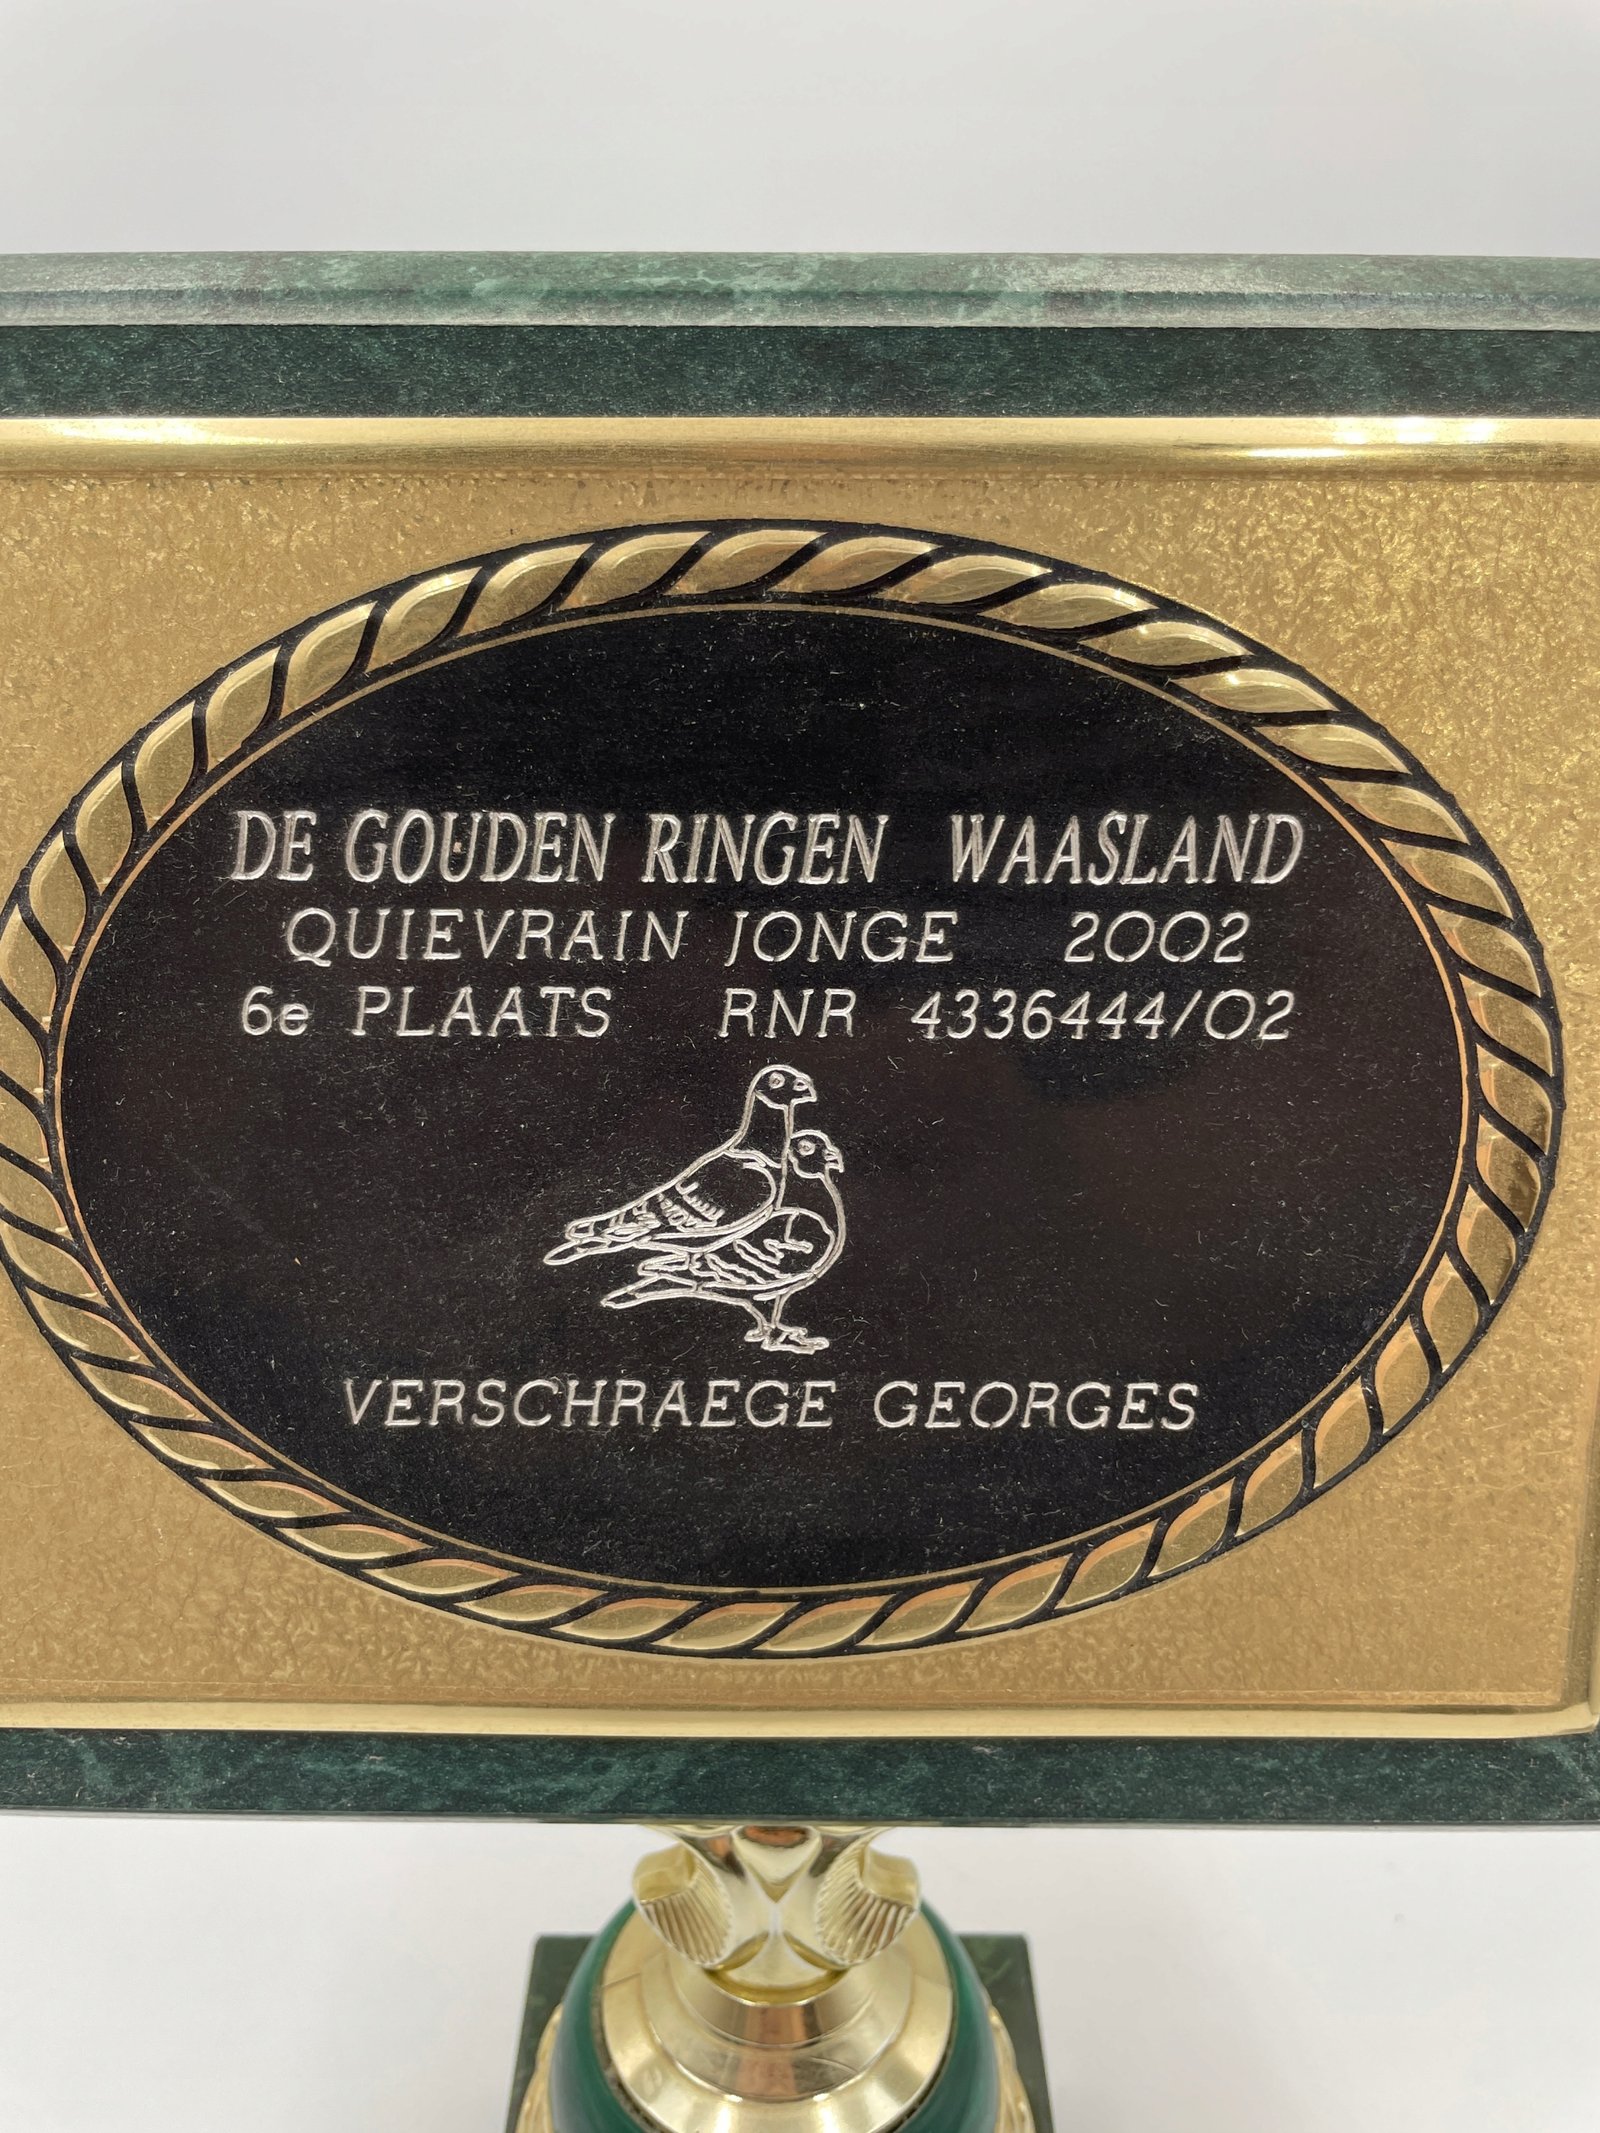 DE GOUDEN RINGEN WAASLAND
QUIEVRAIN JONGE 2002
6e PLAATS RNR 4336444/02
VERSCHRAEGE GEORGES